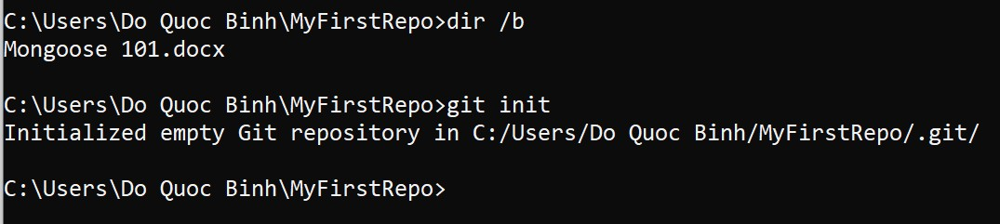 C:\Users\Do Quoc Binh\MyFirstRepo>dir /b
Mongoose 101.docx
C:\Users\Do Quoc Binh\MyFirstRepo>git init
Initialized empty Git repository in C:/Users/Do Quoc Binh/MyFirstRepo/.git/
C:\Users\Do Quoc Binh\MyFirstRepo>